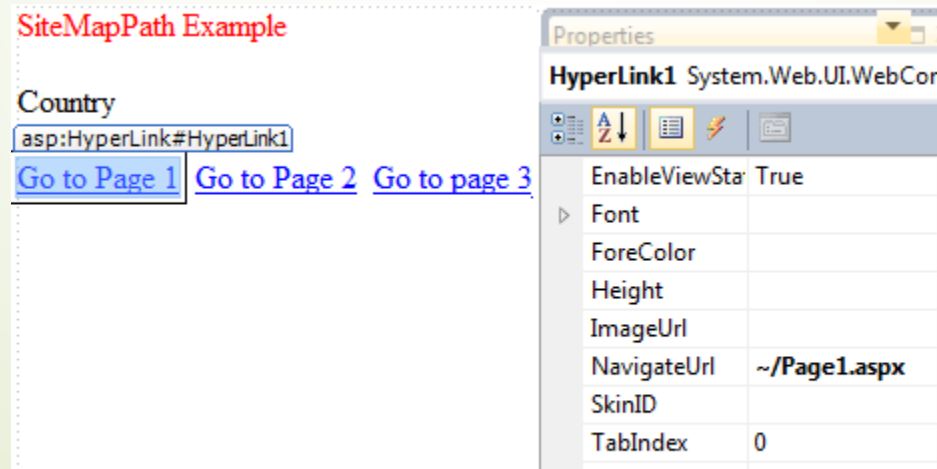 SiteMapPath Example
Country
asp:HyperLink#HyperLink1
Go to Page 1 Go to Page 2 Go to page 3
Properties
HyperLink1 System.Web.UI.WebCor
A
Z
EnableViewSta True
Font
ForeColor
Height
ImageUrl
NavigateUrl ~/Page1.aspx
SkinID
TabIndex 0